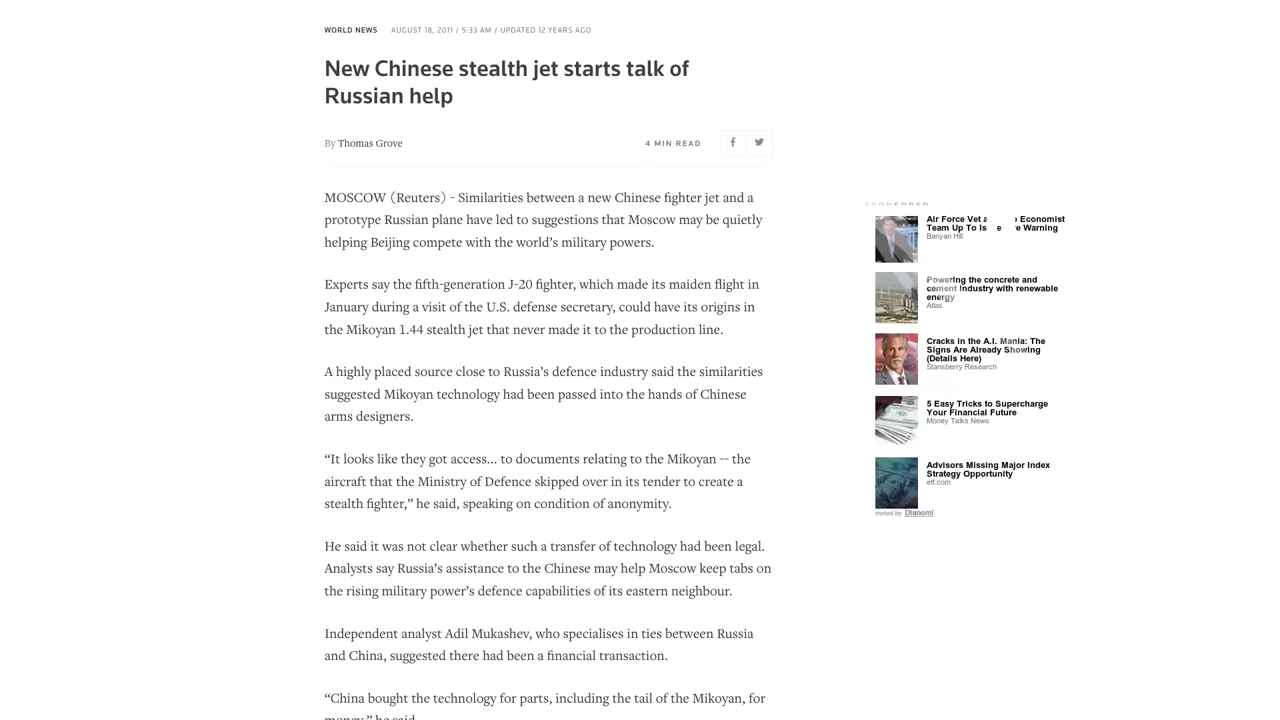 WORLD NEWS AUGUST 18, 2011 / 5:33 AM / UPDATED 12 YEARS AGO
New Chinese stealth jet starts talk of
Russian help
By Thomas Grove
4 MIN READ
MOSCOW (Reuters) - Similarities between a new Chinese fighter jet and a
prototype Russian plane have led to suggestions that Moscow may be quietly
helping Beijing compete with the world’s military powers.
Experts say the fifth-generation J-20 fighter, which made its maiden flight in
January during a visit of the U.S. defense secretary, could have its origins in
the Mikoyan 1.44 stealth jet that never made it to the production line.
A highly placed source close to Russia’s defence industry said the similarities
suggested Mikoyan technology had been passed into the hands of Chinese
arms designers.
“It looks like they got access... to documents relating to the Mikoyan -- the
aircraft that the Ministry of Defence skipped over in its tender to create a
stealth fighter,” he said, speaking on condition of anonymity.
He said it was not clear whether such a transfer of technology had been legal.
Analysts say Russia’s assistance to the Chinese may help Moscow keep tabs on
the rising military power’s defence capabilities of its eastern neighbour.
Independent analyst Adil Mukashev, who specialises in ties between Russia
and China, suggested there had been a financial transaction.
“China bought the technology for parts, including the tail of the Mikoyan, for
money,” he said.
SPONSORED
Air Force Vet Economist
Team Up To Warning
Banyan Hill
Powering the concrete and
cement industry with renewable
energy
Atlas
Cracks in the A.I. Mania: The
Signs Are Already Showing
(Details Here)
Stansberry Research
5 Easy Tricks to Supercharge
Your Financial Future
Money Talks News
Advisors Missing Major Index
Strategy Opportunity
etf.com
moted by Dianomi